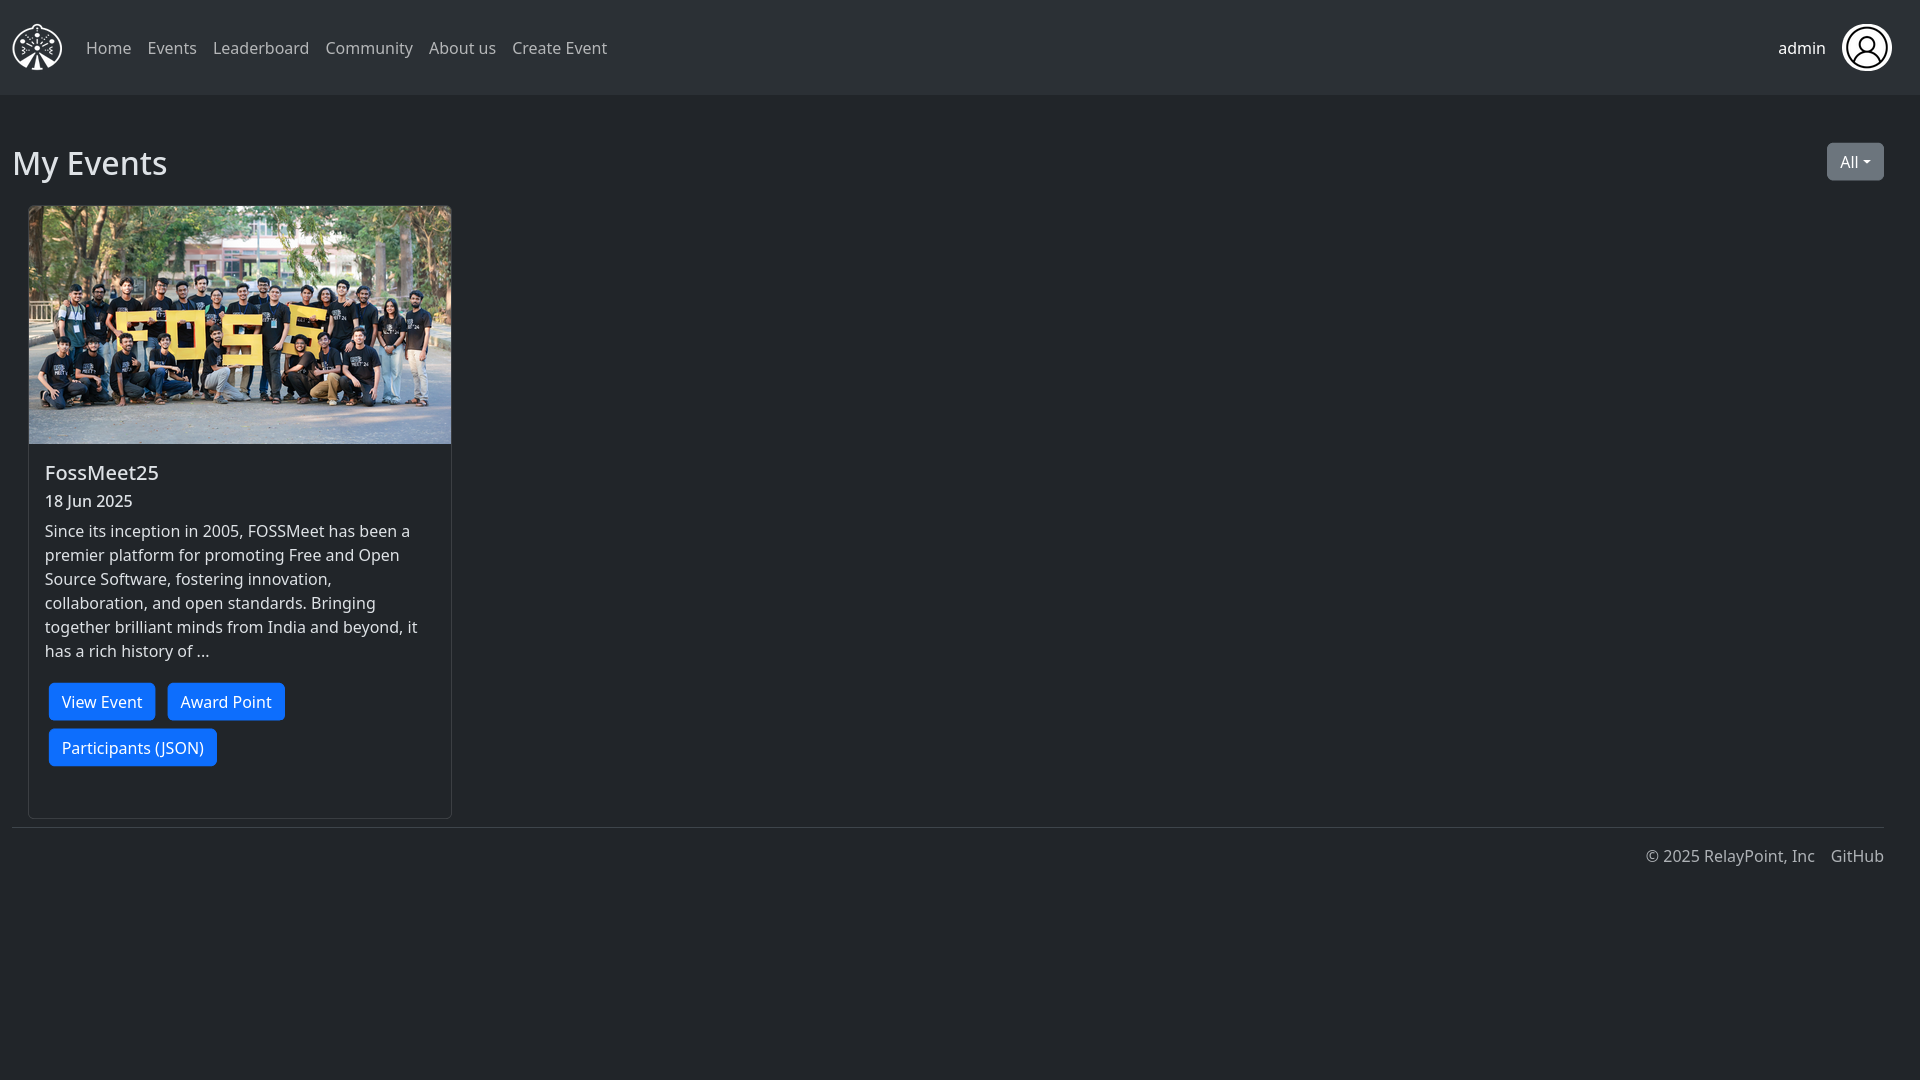 Home Events Leaderboard Community About us Create Event admin
My Events
All
FOSS
FossMeet25
18 Jun 2025
Since its inception in 2005, FOSSMeet has been a
premier platform for promoting Free and Open
Source Software, fostering innovation,
collaboration, and open standards. Bringing
together brilliant minds from India and beyond, it
has a rich history of ...
View Event Award Point
Participants (JSON)
© 2025 RelayPoint, Inc GitHub